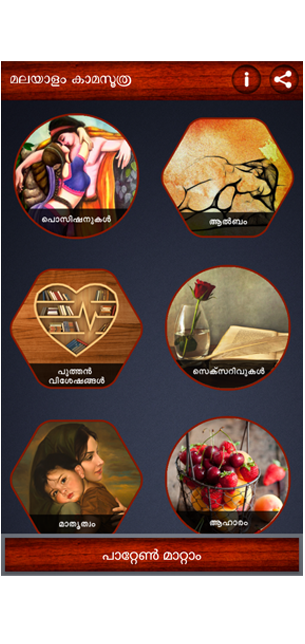 മലയാളം കാമസൂത്ര
പൊസിഷനുകൾ
ആൽബം
പുത്തൻ
വിശേഷങ്ങൾ
സെക്സറിവുകൾ
മാതൃത്വം
ആഹാരം
പാറ്റേൺ മാറ്റാം